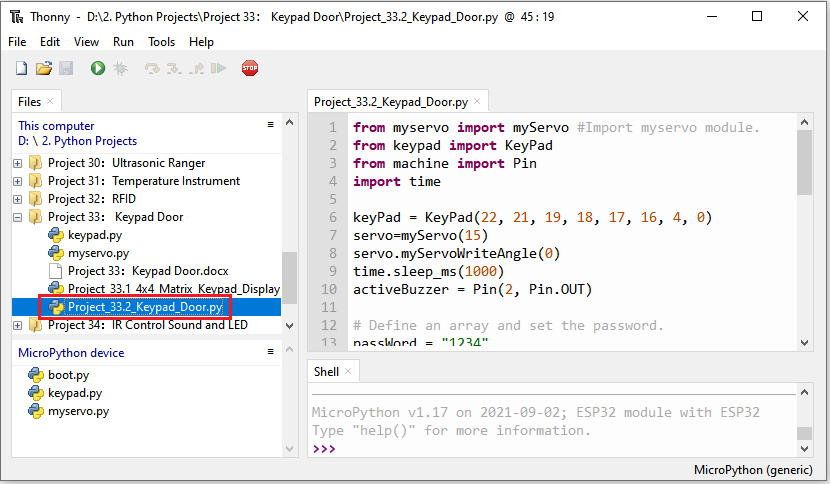 Thonny - D:\2. Python Projects\Project 33： Keypad Door\Project_33.2_Keypad_Door.py @ 45:19
File Edit View Run Tools Help
STOP
Files
This computer
D: \ 2. Python Projects
Project 30：Ultrasonic Ranger
Project 31：Temperature Instrument
Project 32：RFID
Project 33： Keypad Door
keypad.py
myservo.py
Project 33：Keypad Door.docx
Project_33.1_4x4_Matrix_Keypad_Display
Project_33.2_Keypad_Door.py
Project 34：IR Control Sound and LED
MicroPython device
boot.py
keypad.py
myservo.py
Project_33.2_Keypad_Door.py
1 from myservo import myServo #Import myservo module.
2 from keypad import KeyPad
3 from machine import Pin
4 import time
5
6 keyPad = KeyPad(22, 21, 19, 18, 17, 16, 4, 0)
7 servo=myServo(15)
8 servo.myServoWriteAngle(0)
9 time.sleep_ms(1000)
10 activeBuzzer = Pin(2, Pin.OUT)
11
12 # Define an array and set the password.
13 passWord = "1234"
Shell
MicroPython v1.17 on 2021-09-02; ESP32 module with ESP32
Type "help()" for more information.
>>>
MicroPython (generic)